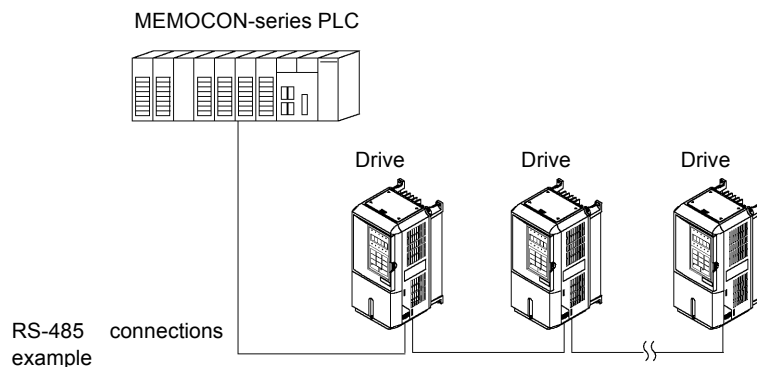 MEMOCON-series PLC
Drive
Drive
Drive
RS-485 connections
example